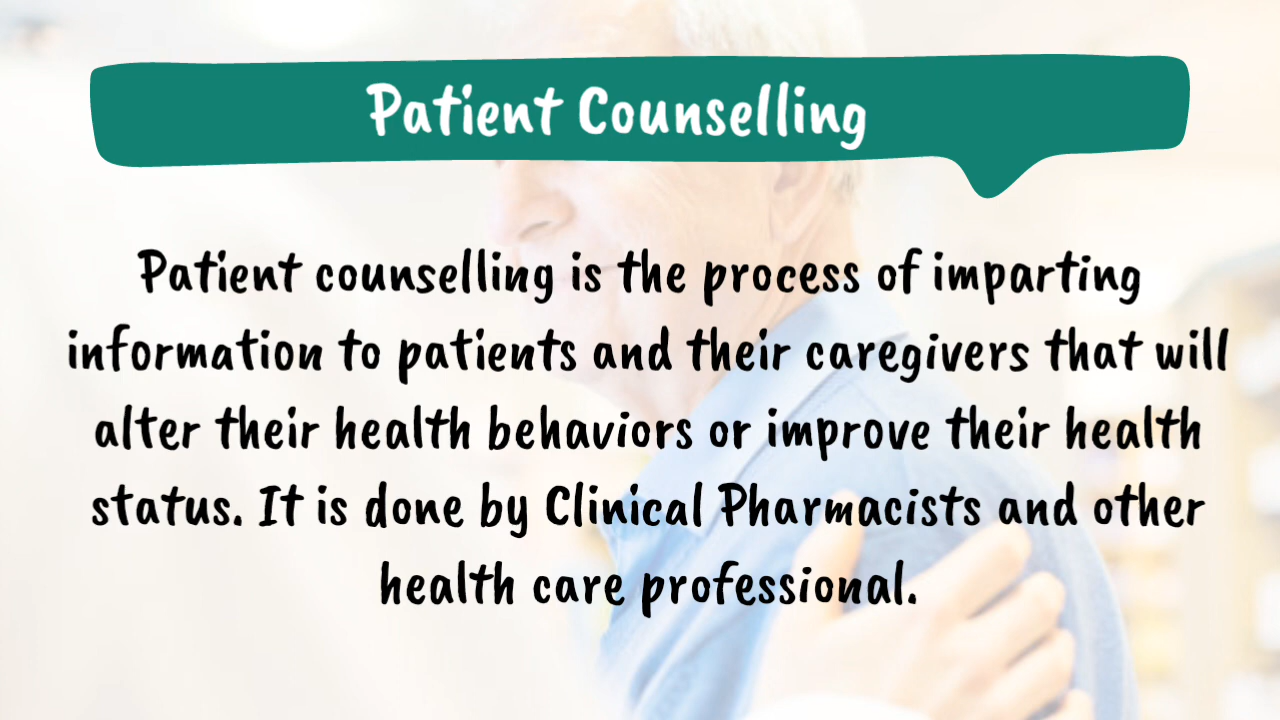 Patient Counselling
Patient counselling is the process of imparting
information to patients and their caregivers that will
alter their health behaviors or improve their health
status. It is done by Clinical Pharmacists and other
health care professional.